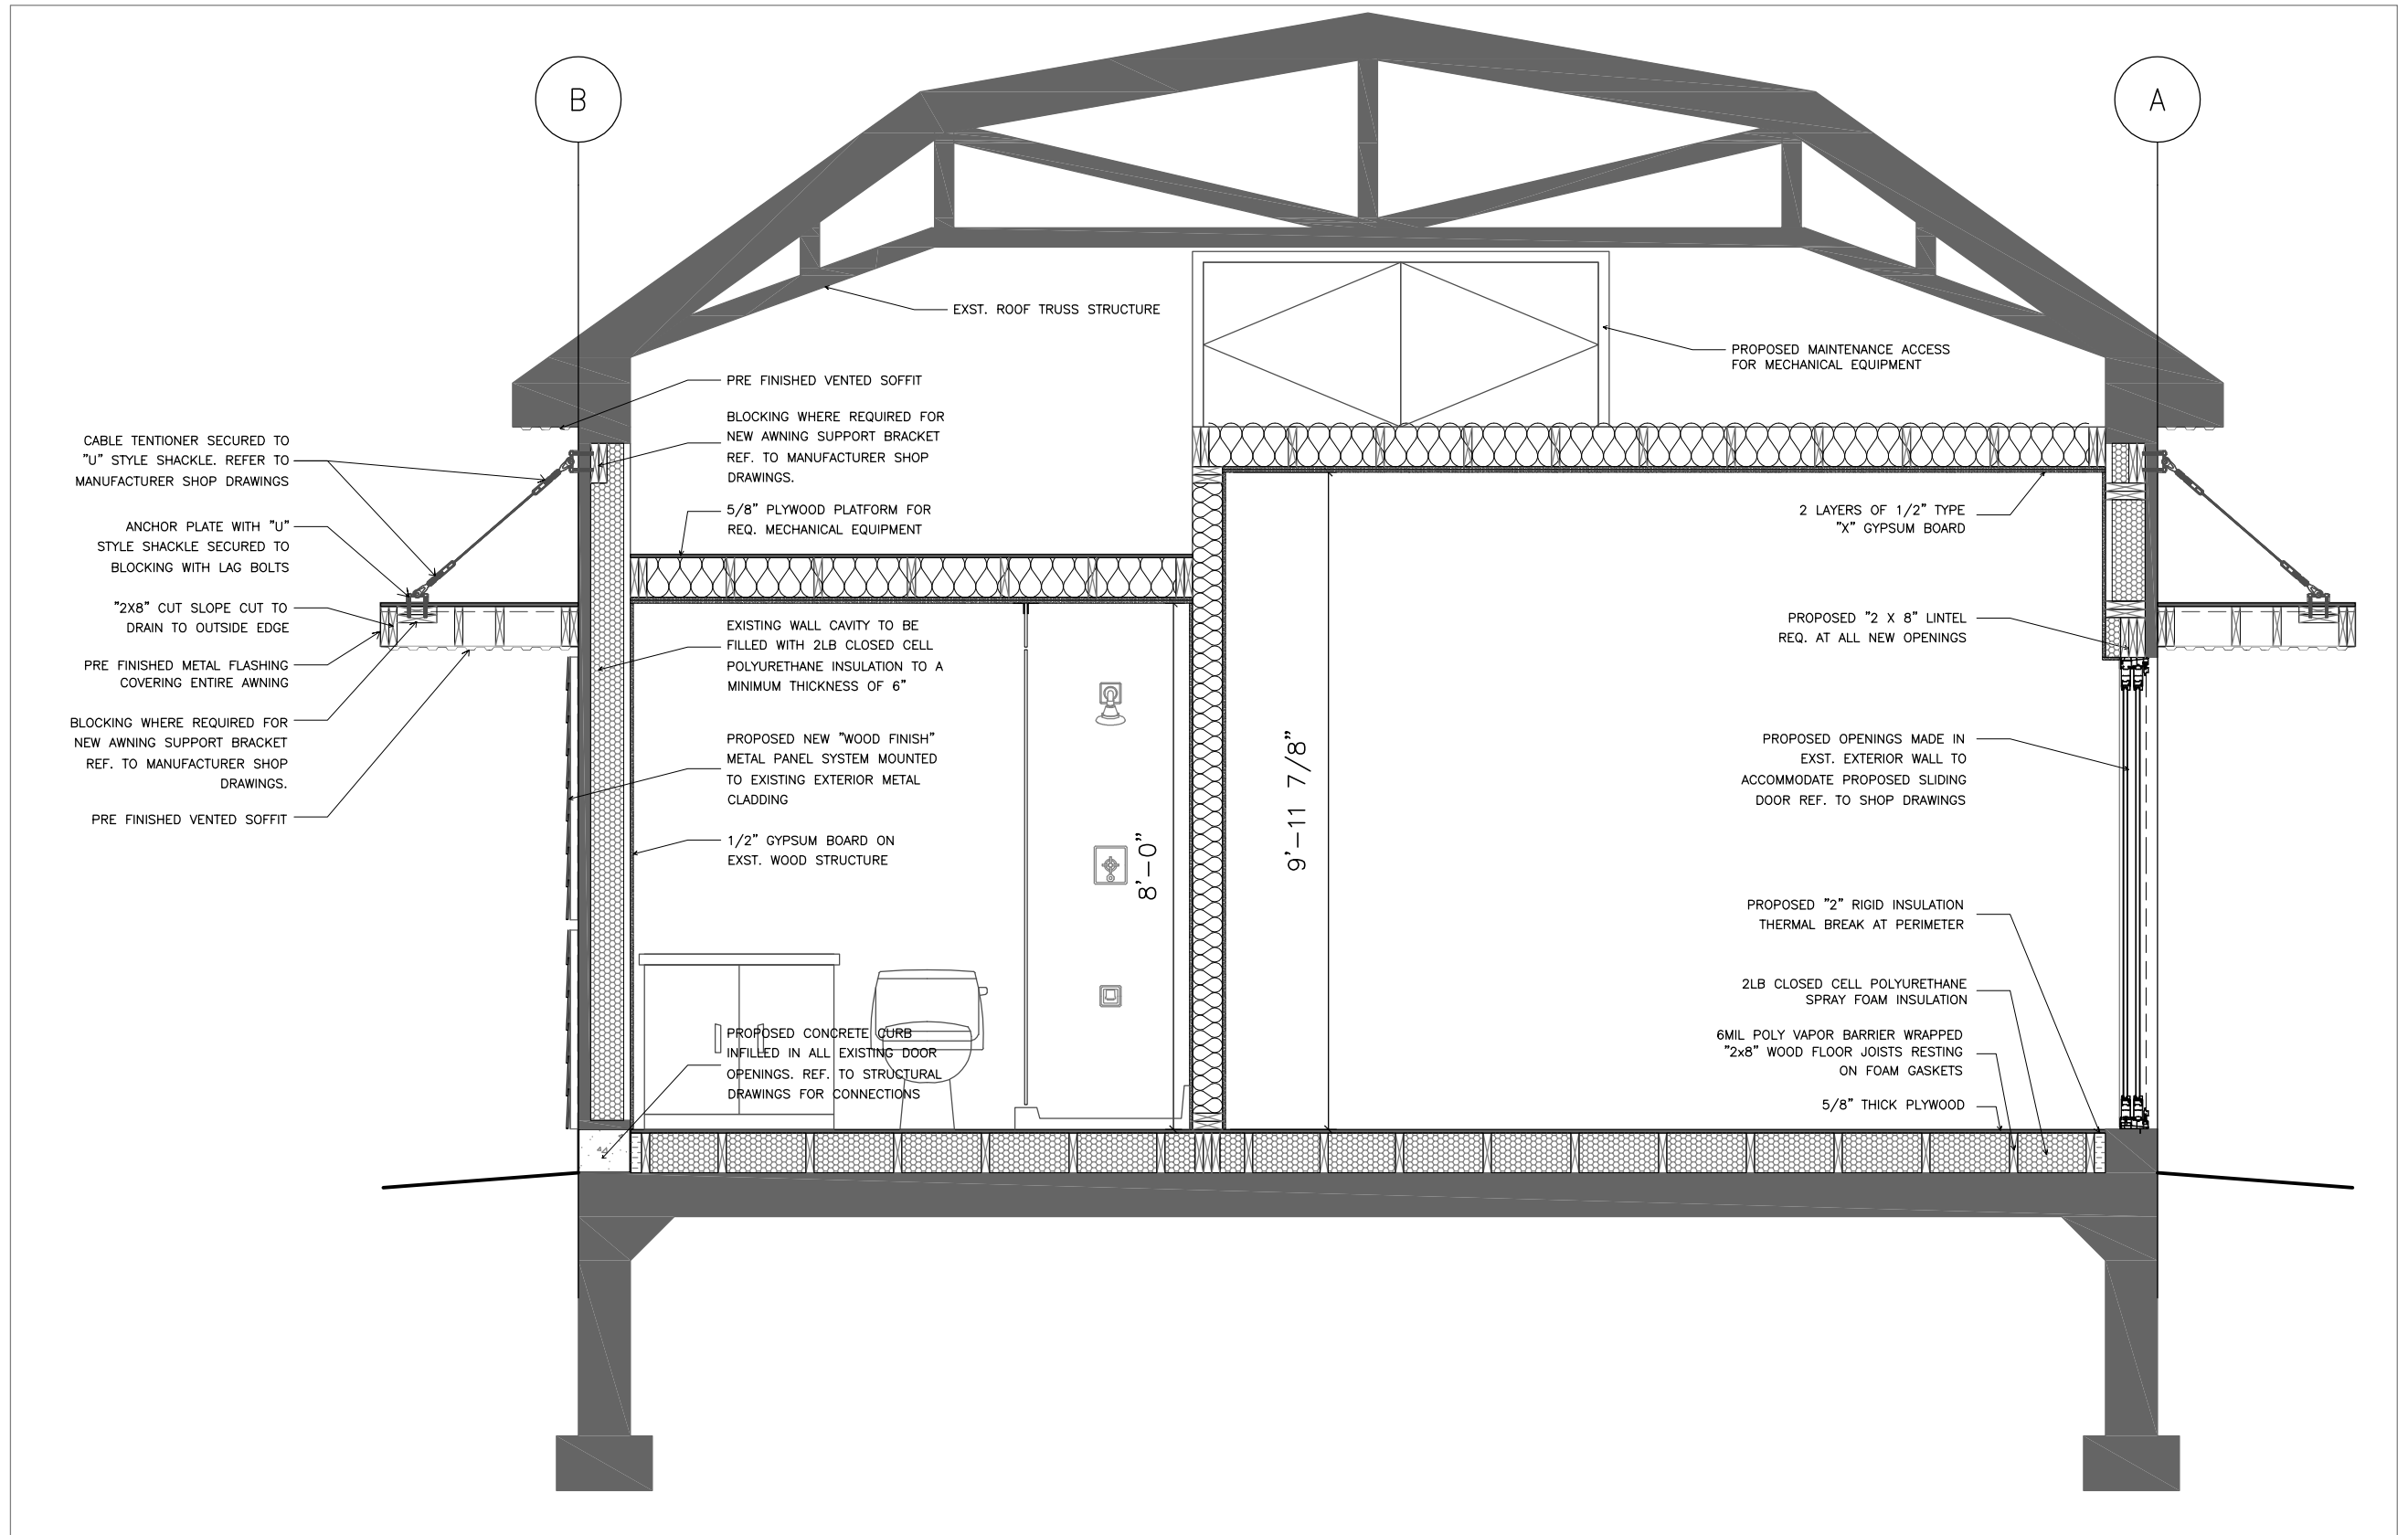 B
A
EXST. ROOF TRUSS STRUCTURE
PROPOSED MAINTENANCE ACCESS
FOR MECHANICAL EQUIPMENT
CABLE TENTIONER SECURED TO
"U" STYLE SHACKLE. REFER TO
MANUFACTURER SHOP DRAWINGS
ANCHOR PLATE WITH "U"
STYLE SHACKLE SECURED TO
BLOCKING WITH LAG BOLTS
"2X8" CUT SLOPE CUT TO
DRAIN TO OUTSIDE EDGE
PRE FINISHED METAL FLASHING
COVERING ENTIRE AWNING
BLOCKING WHERE REQUIRED FOR
NEW AWNING SUPPORT BRACKET
REF. TO MANUFACTURER SHOP
DRAWINGS.
PRE FINISHED VENTED SOFFIT
PRE FINISHED VENTED SOFFIT
BLOCKING WHERE REQUIRED FOR
NEW AWNING SUPPORT BRACKET
REF. TO MANUFACTURER SHOP
DRAWINGS.
5/8" PLYWOOD PLATFORM FOR
REQ. MECHANICAL EQUIPMENT
EXISTING WALL CAVITY TO BE
FILLED WITH 2LB CLOSED CELL
POLYURETHANE INSULATION TO A
MINIMUM THICKNESS OF 6"
PROPOSED NEW "WOOD FINISH"
METAL PANEL SYSTEM MOUNTED
TO EXISTING EXTERIOR METAL
CLADDING
1/2" GYPSUM BOARD ON
EXST. WOOD STRUCTURE
PROPOSED CONCRETE CURB
INFILLED IN ALL EXISTING DOOR
OPENINGS. REF. TO STRUCTURAL
DRAWINGS FOR CONNECTIONS
8'-0"
9'-11 7/8"
2 LAYERS OF 1/2" TYPE
"X" GYPSUM BOARD
PROPOSED "2 X 8" LINTEL
REQ. AT ALL NEW OPENINGS
PROPOSED OPENINGS MADE IN
EXST. EXTERIOR WALL TO
ACCOMMODATE PROPOSED SLIDING
DOOR REF. TO SHOP DRAWINGS
PROPOSED "2" RIGID INSULATION
THERMAL BREAK AT PERIMETER
2LB CLOSED CELL POLYURETHANE
SPRAY FOAM INSULATION
6MIL POLY VAPOR BARRIER WRAPPED
"2x8" WOOD FLOOR JOISTS RESTING
ON FOAM GASKETS
5/8" THICK PLYWOOD